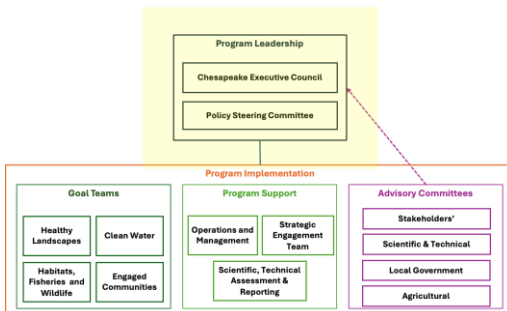 Program Leadership
Chesapeake Executive Council
Policy Steering Committee
Program Implementation
Goal Teams
Healthy
Landscapes
Clean Water
Habitats,
Fisheries and
Wildlife
Engaged
Communities
Program Support
Operations and
Management
Strategic
Engagement
Team
Scientific, Technical
Assessment &
Reporting
Advisory Committees
Stakeholders'
Scientific & Technical
Local Government
Agricultural